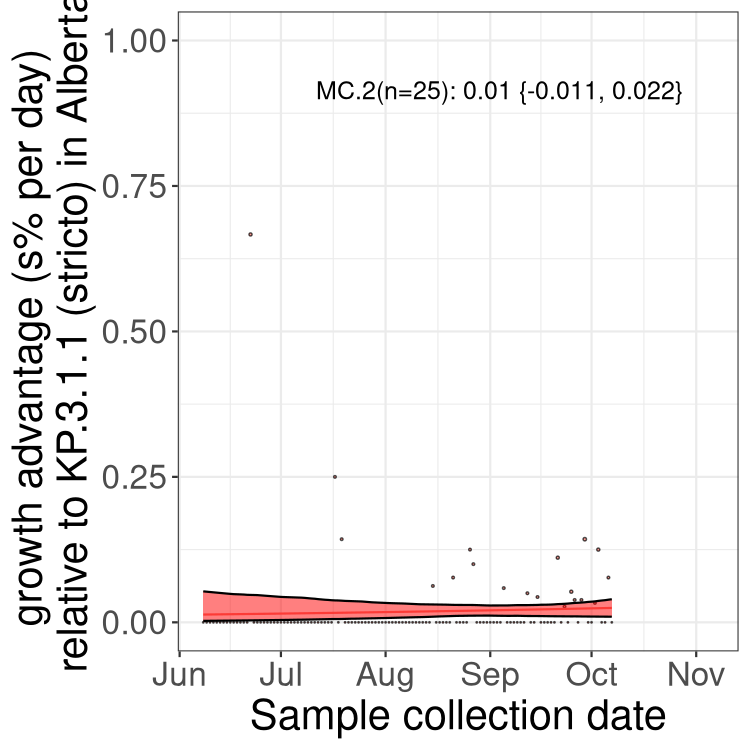 growth advantage (s% per day)
relative to KP.3.1.1 (stricto) in Alberta
1.00
0.75
0.50
0.25
0.00
MC.2(n=25): 0.01 {-0.011, 0.022}
Jun Jul Aug Sep Oct Nov
Sample collection date